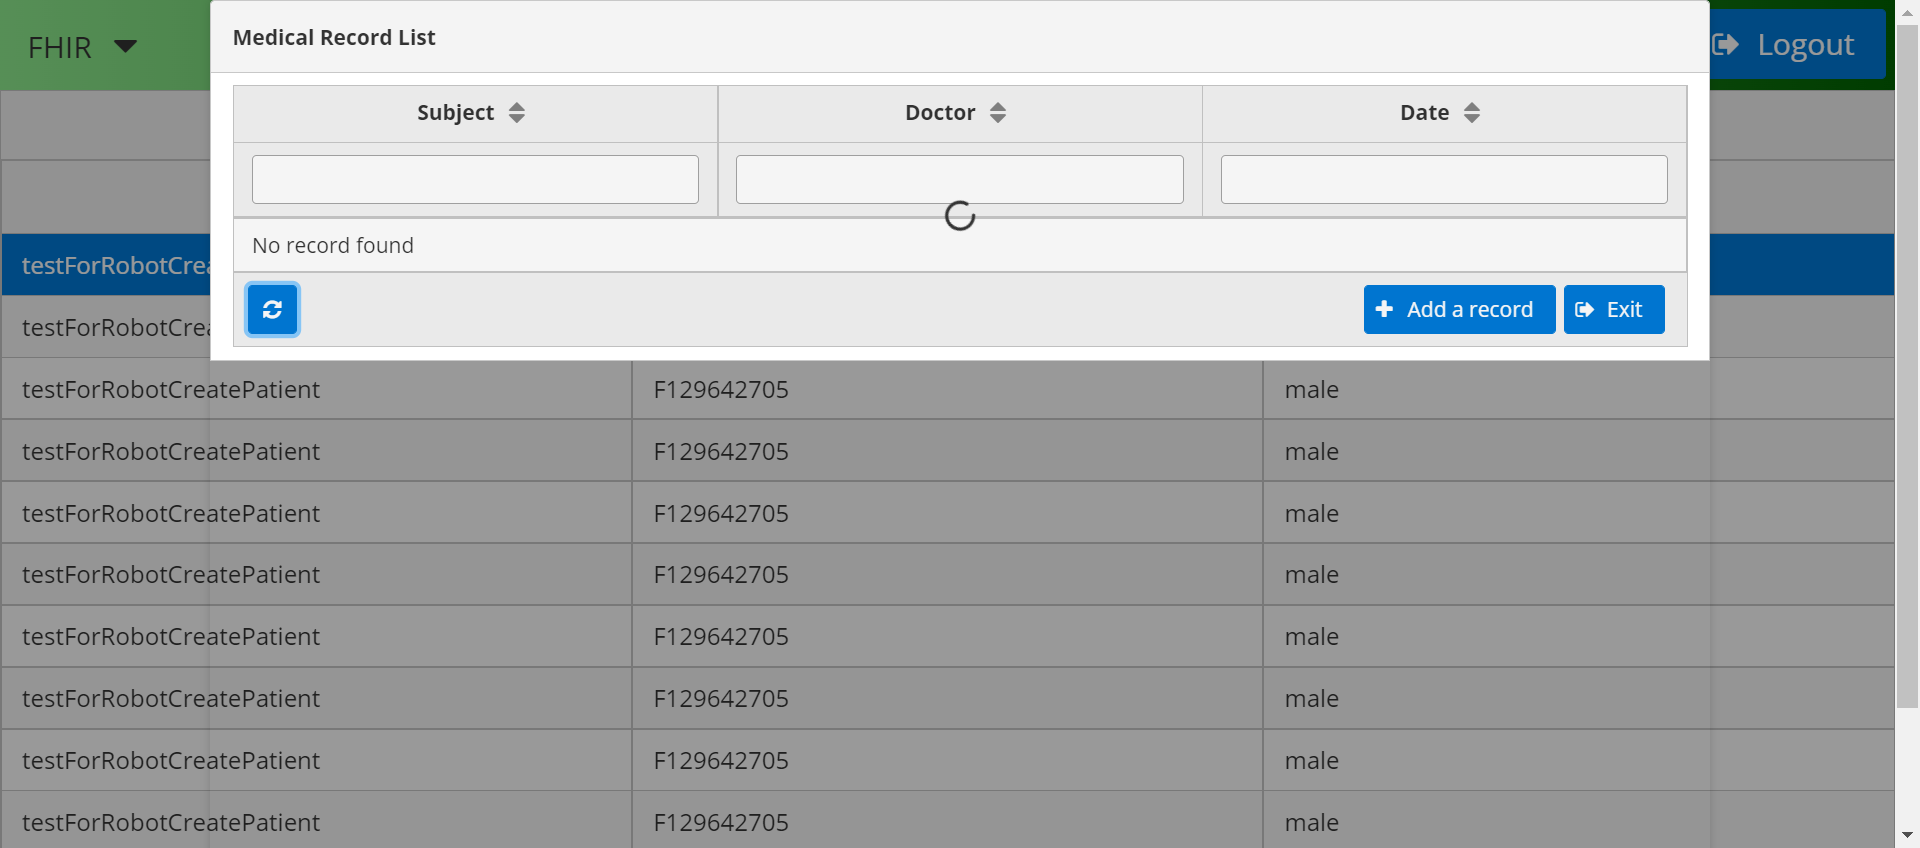 FHIR
Medical Record List
Logout
Subject Doctor Date
No record found
Add a record Exit
testForRobotCrea
testForRobotCrea
testForRobotCreatePatient F129642705 male
testForRobotCreatePatient F129642705 male
testForRobotCreatePatient F129642705 male
testForRobotCreatePatient F129642705 male
testForRobotCreatePatient F129642705 male
testForRobotCreatePatient F129642705 male
testForRobotCreatePatient F129642705 male
testForRobotCreatePatient F129642705 male